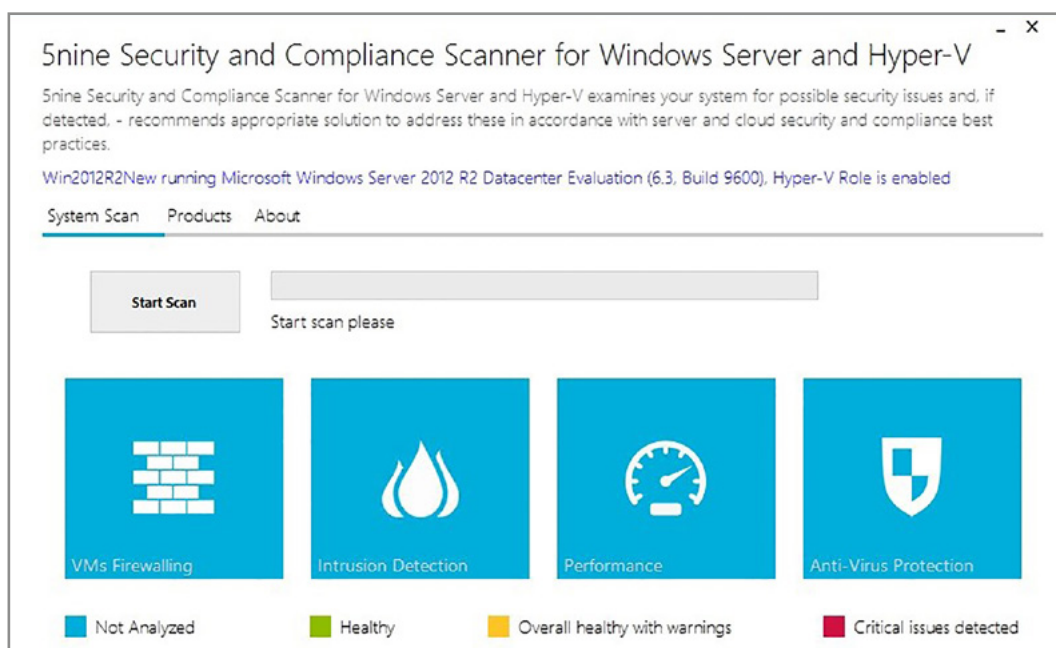 5nine Security and Compliance Scanner for Windows Server and Hyper-V
5nine Security and Compliance Scanner for Windows Server and Hyper-V examines your system for possible security issues and, if
detected, - recommends appropriate solution to address these in accordance with server and cloud security and compliance best
practices.
Win2012R2New running Microsoft Windows Server 2012 R2 Datacenter Evaluation (6.3, Build 9600), Hyper-V Role is enabled
System Scan Products About
Start Scan
Start scan please
VMs Firewalling Intrusion Detection Performance Anti-Virus Protection
Not Analyzed Healthy Overall healthy with warnings Critical issues detected